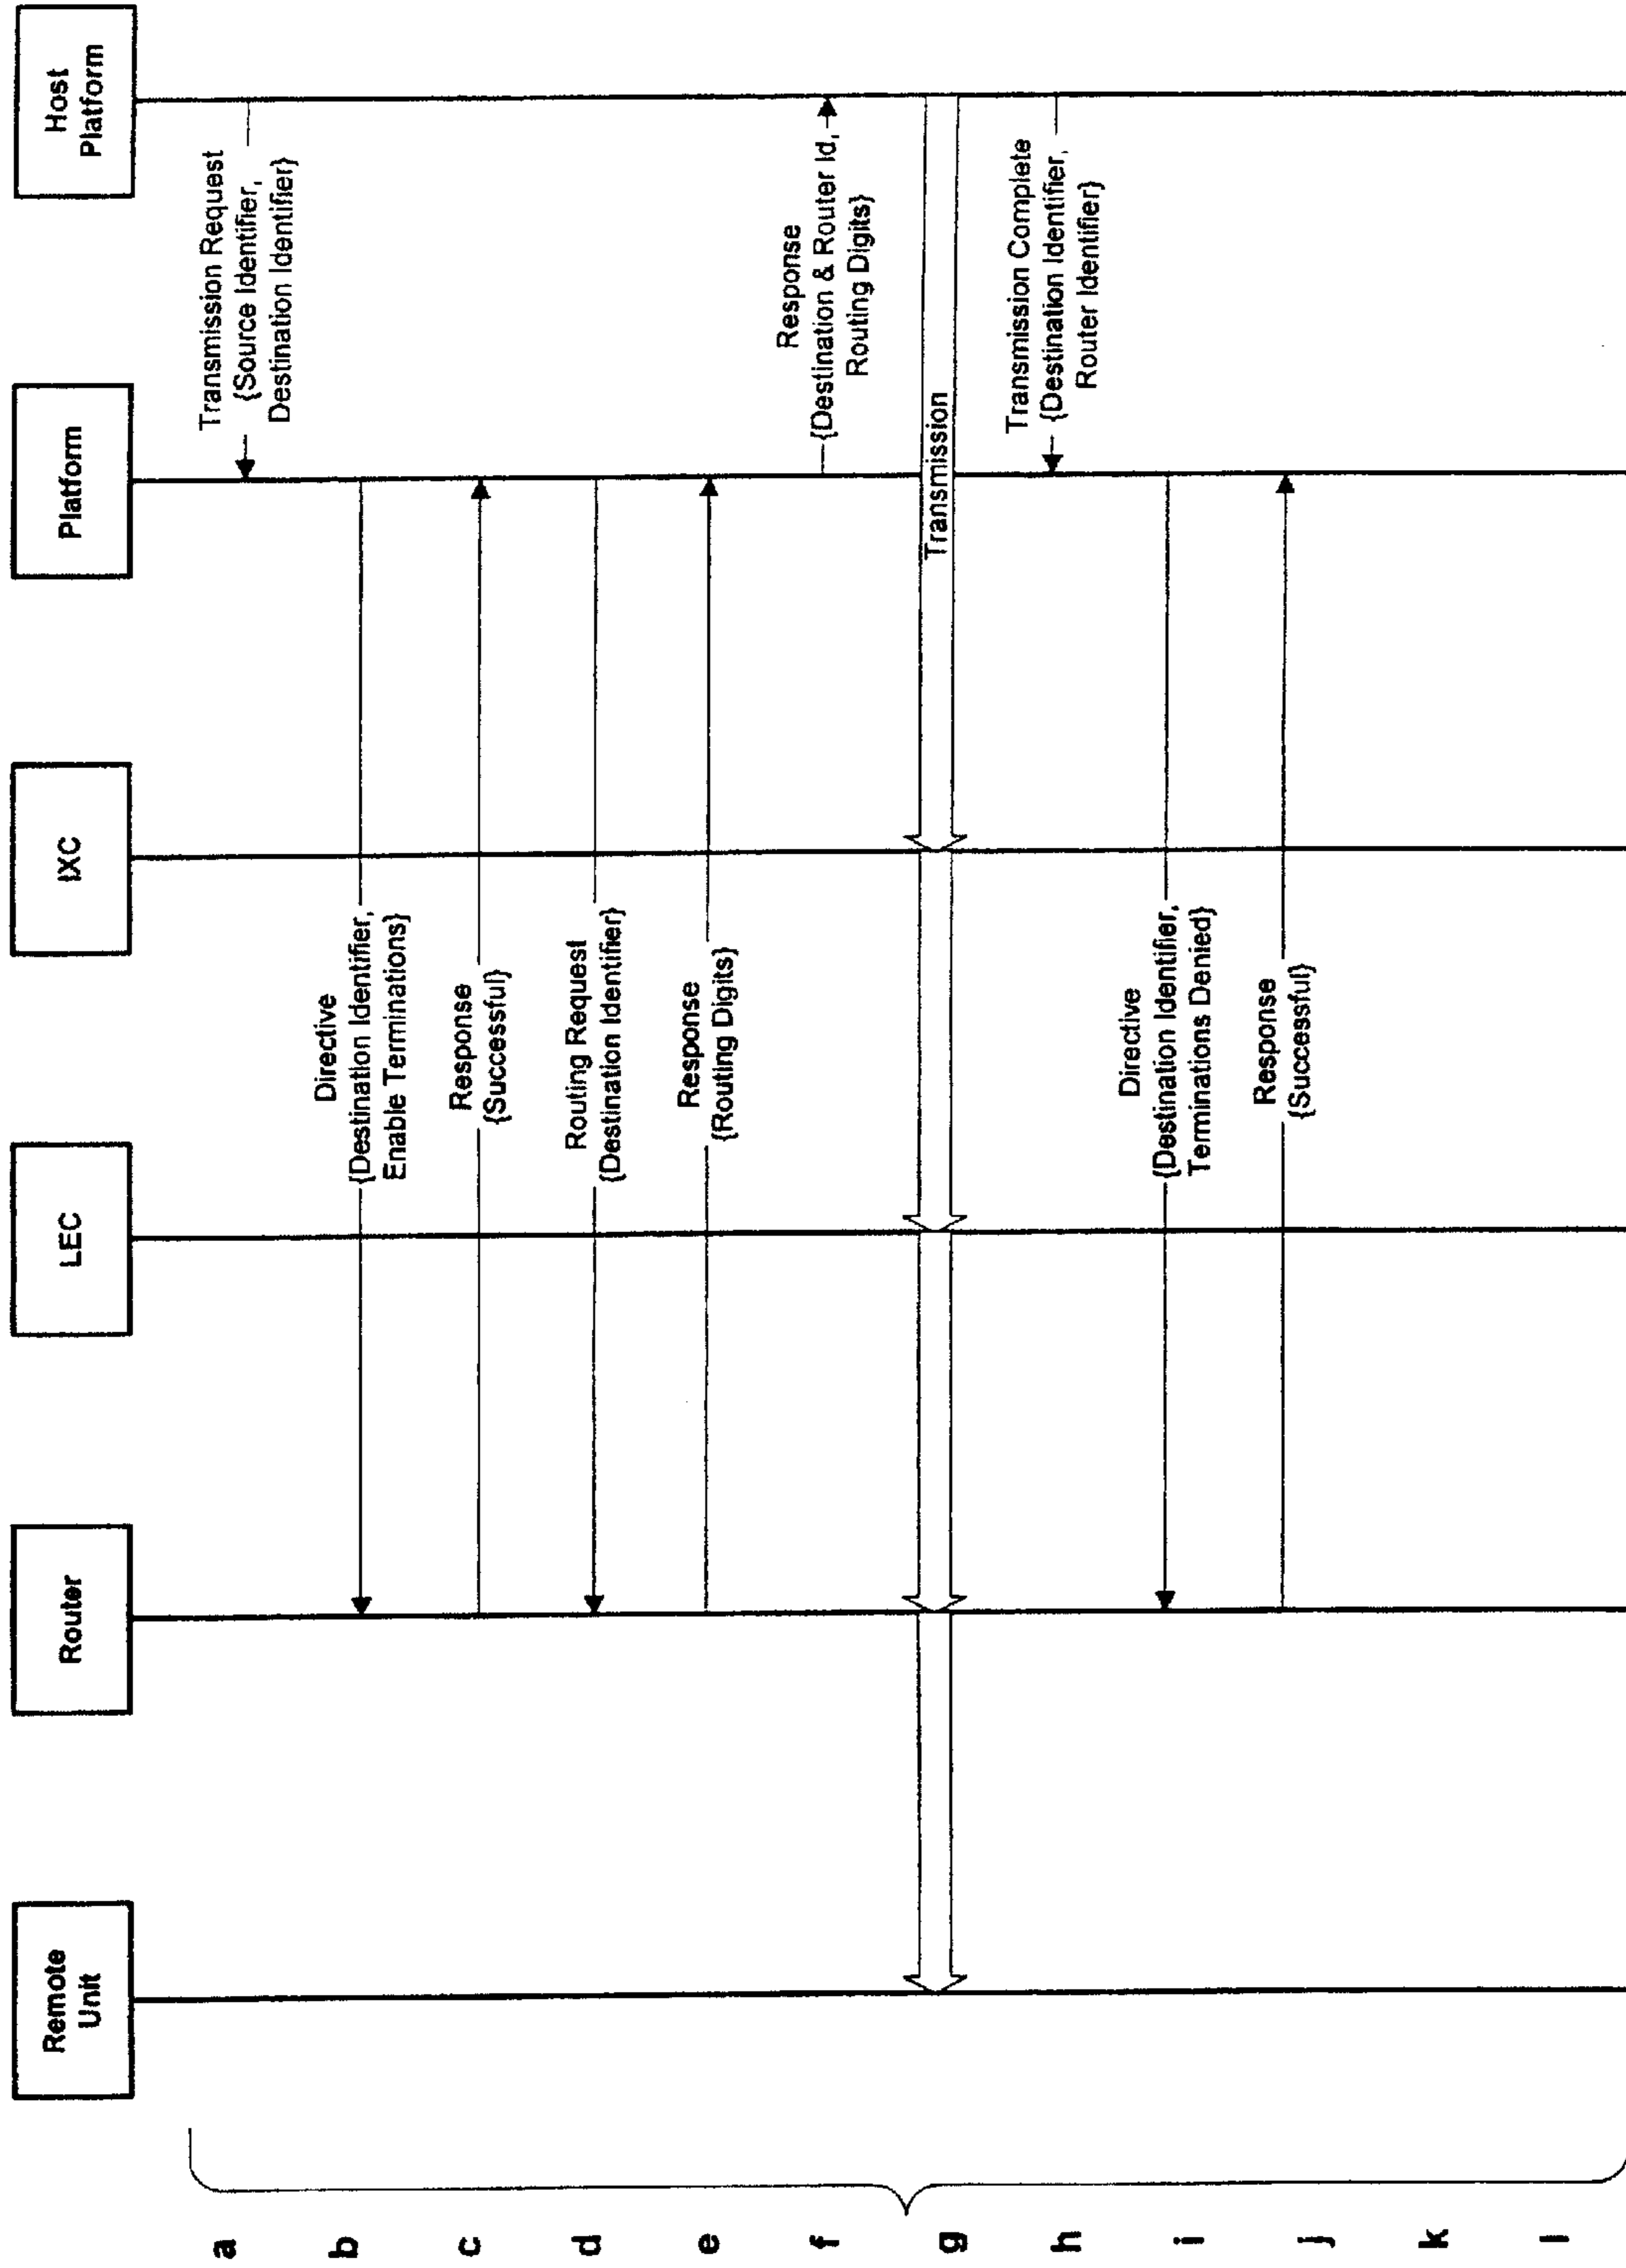 Remote
Unit
Router
LEC
IXC
Platform
Host
Platform
a
Transmission Request
{Source Identifier,
Destination Identifier}
b
Directive
{Destination Identifier,
Enable Terminations}
c
Response
{Successful}
d
Routing Request
{Destination Identifier}
e
Response
{Routing Digits}
f
Response
{Destination & Router Id,
Routing Digits}
g
Transmission
h
Transmission Complete
{Destination Identifier,
Router Identifier}
i
Directive
{Destination Identifier,
Terminations Denied}
j
Response
{Successful}
k
l